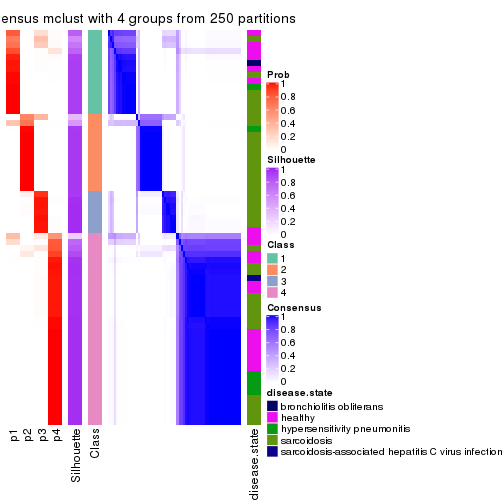 ensus mclust with 4 groups from 250 partitions
Prob
1
0.8
0.6
0.4
0.2
0
Silhouette
1
0.8
0.6
0.4
0.2
0
Class
1
2
3
4
Consensus
1
0.8
0.6
0.4
0.2
0
disease.state
bronchiolitis obliterans
healthy
hypersensitivity pneumonitis
sarcoidosis
sarcoidosis-associated hepatitis C virus infection
p1
p2
p3
p4
Silhouette
Class
disease.state